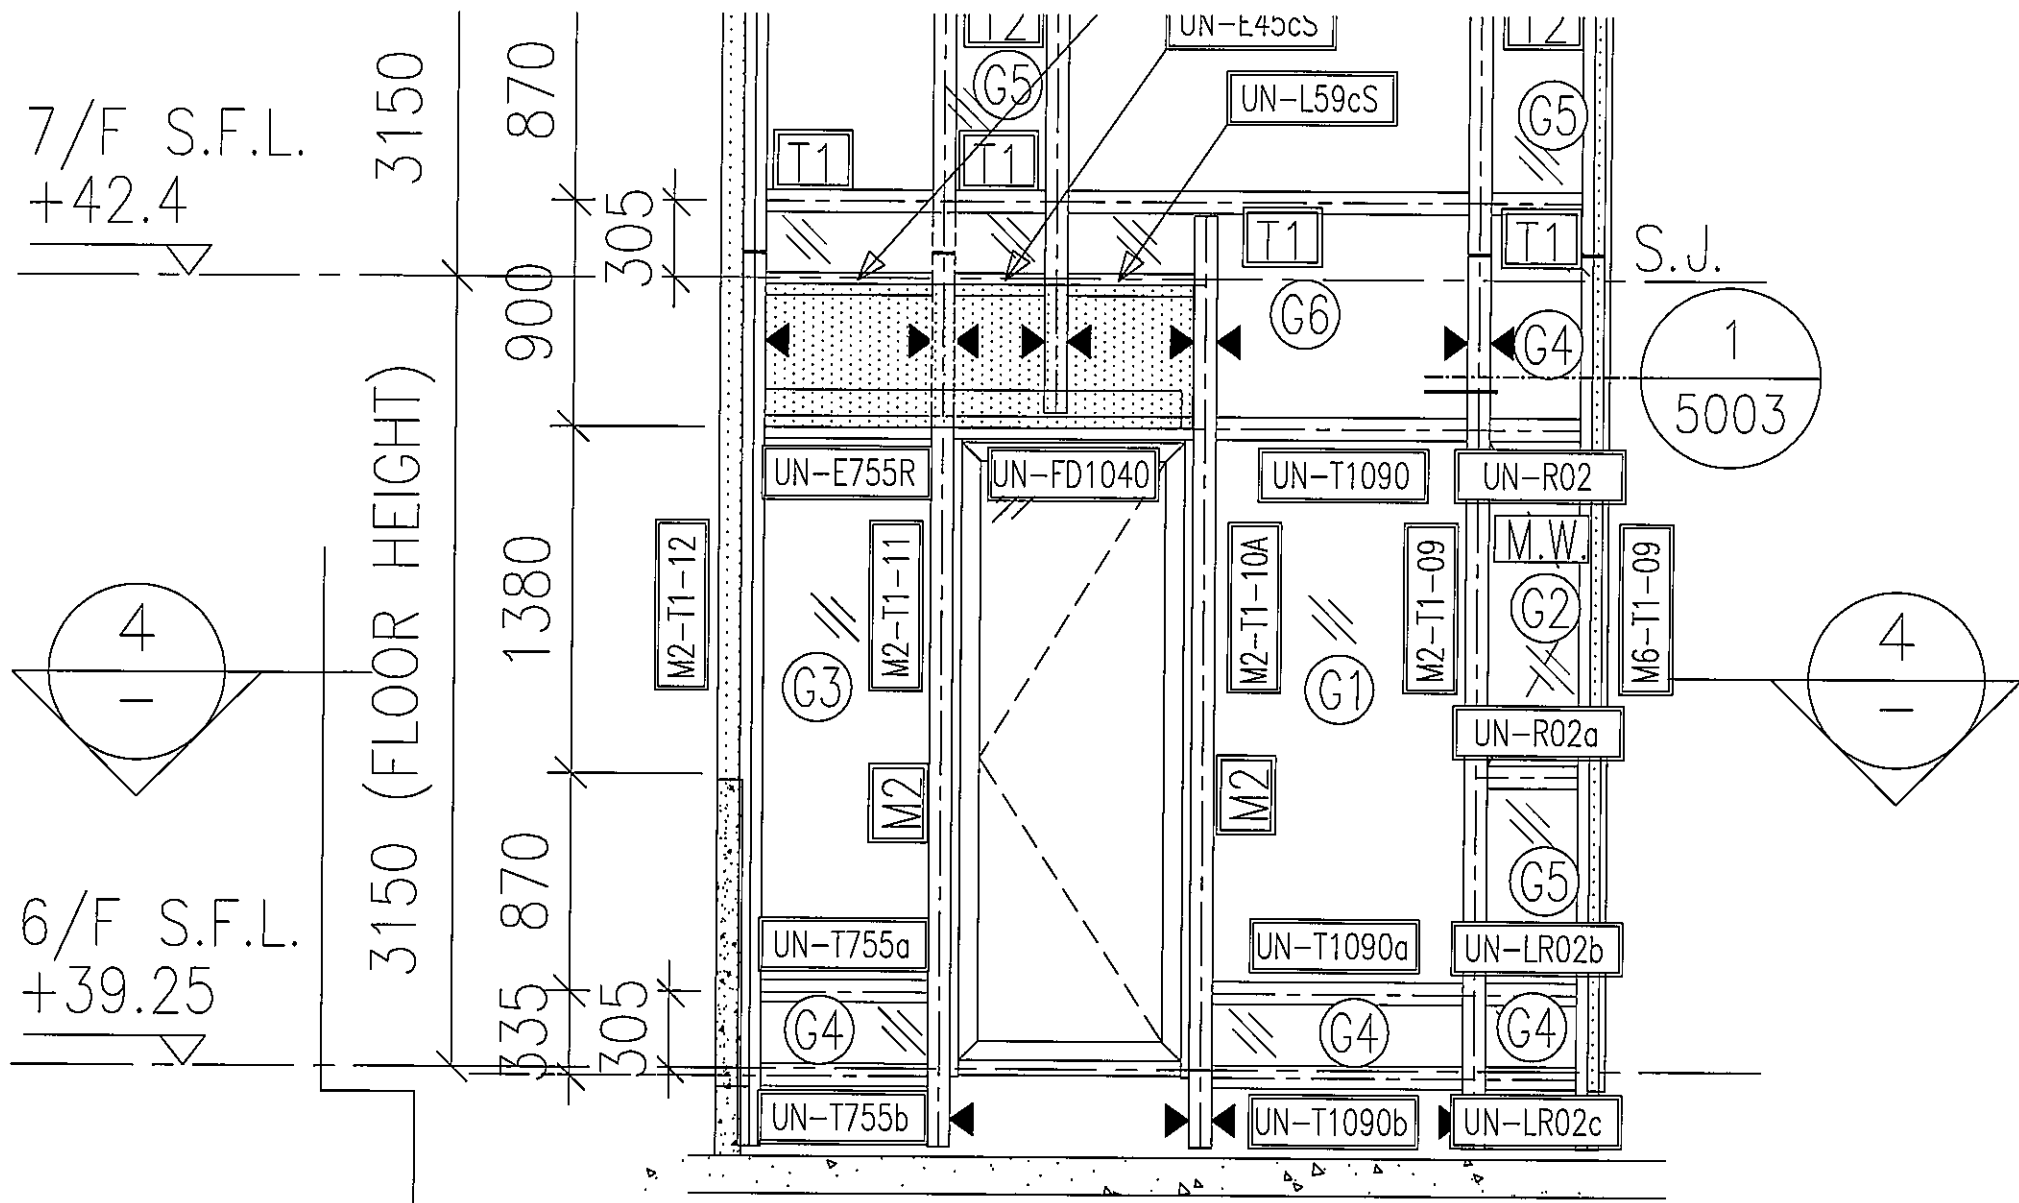 T2
UN-E45cS
T2
3150
870
G5
UN-L59cS
G5
7/F S.F.L.
+42.4
T1
T1
305
T1
T1
S.J.
900
G6
G4
1
5003
UN-E755R
UN-FD1040
UN-T1090
UN-R02
3150 (FLOOR HEIGHT)
1380
M2-T1-12
M2-T1-11
M2-T1-10A
M2-T1-09
M.W.
M6-T1-09
4
-
G3
G1
G2
4
-
UN-R02a
M2
M2
870
G5
6/F S.F.L.
+39.25
UN-T755a
UN-T1090a
UN-LR02b
335
305
G4
G4
G4
UN-T755b
UN-T1090b
UN-LR02c